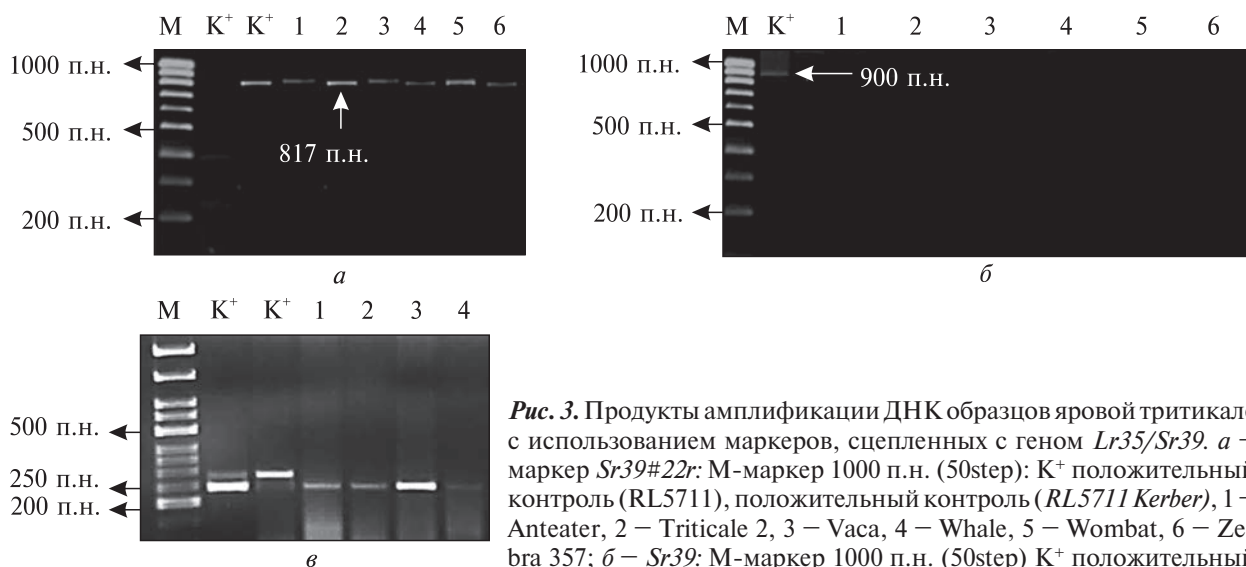 М K⁺ K⁺ 1 2 3 4 5 6
1000 п.н.
500 п.н.
817 п.н.
200 п.н.
а
М K⁺ 1 2 3 4 5 6
1000 п.н.
900 п.н.
500 п.н.
200 п.н.
б
М K⁺ K⁺ 1 2 3 4
500 п.н.
250 п.н.
200 п.н.
в
Рис. 3. Продукты амплификации ДНК образцов яровой тритикале
с использованием маркеров, сцепленных с геном Lr35/Sr39. а –
маркер Sr39#22r: М-маркер 1000 п.н. (50step): K⁺ положительный
контроль (RL5711), положительный контроль (RL5711 Kerber), 1 –
Anteater, 2 – Triticale 2, 3 – Vaca, 4 – Whale, 5 – Wombat, 6 – Ze-
bra 357; б – Sr39: М-маркер 1000 п.н. (50step) K⁺ положительный